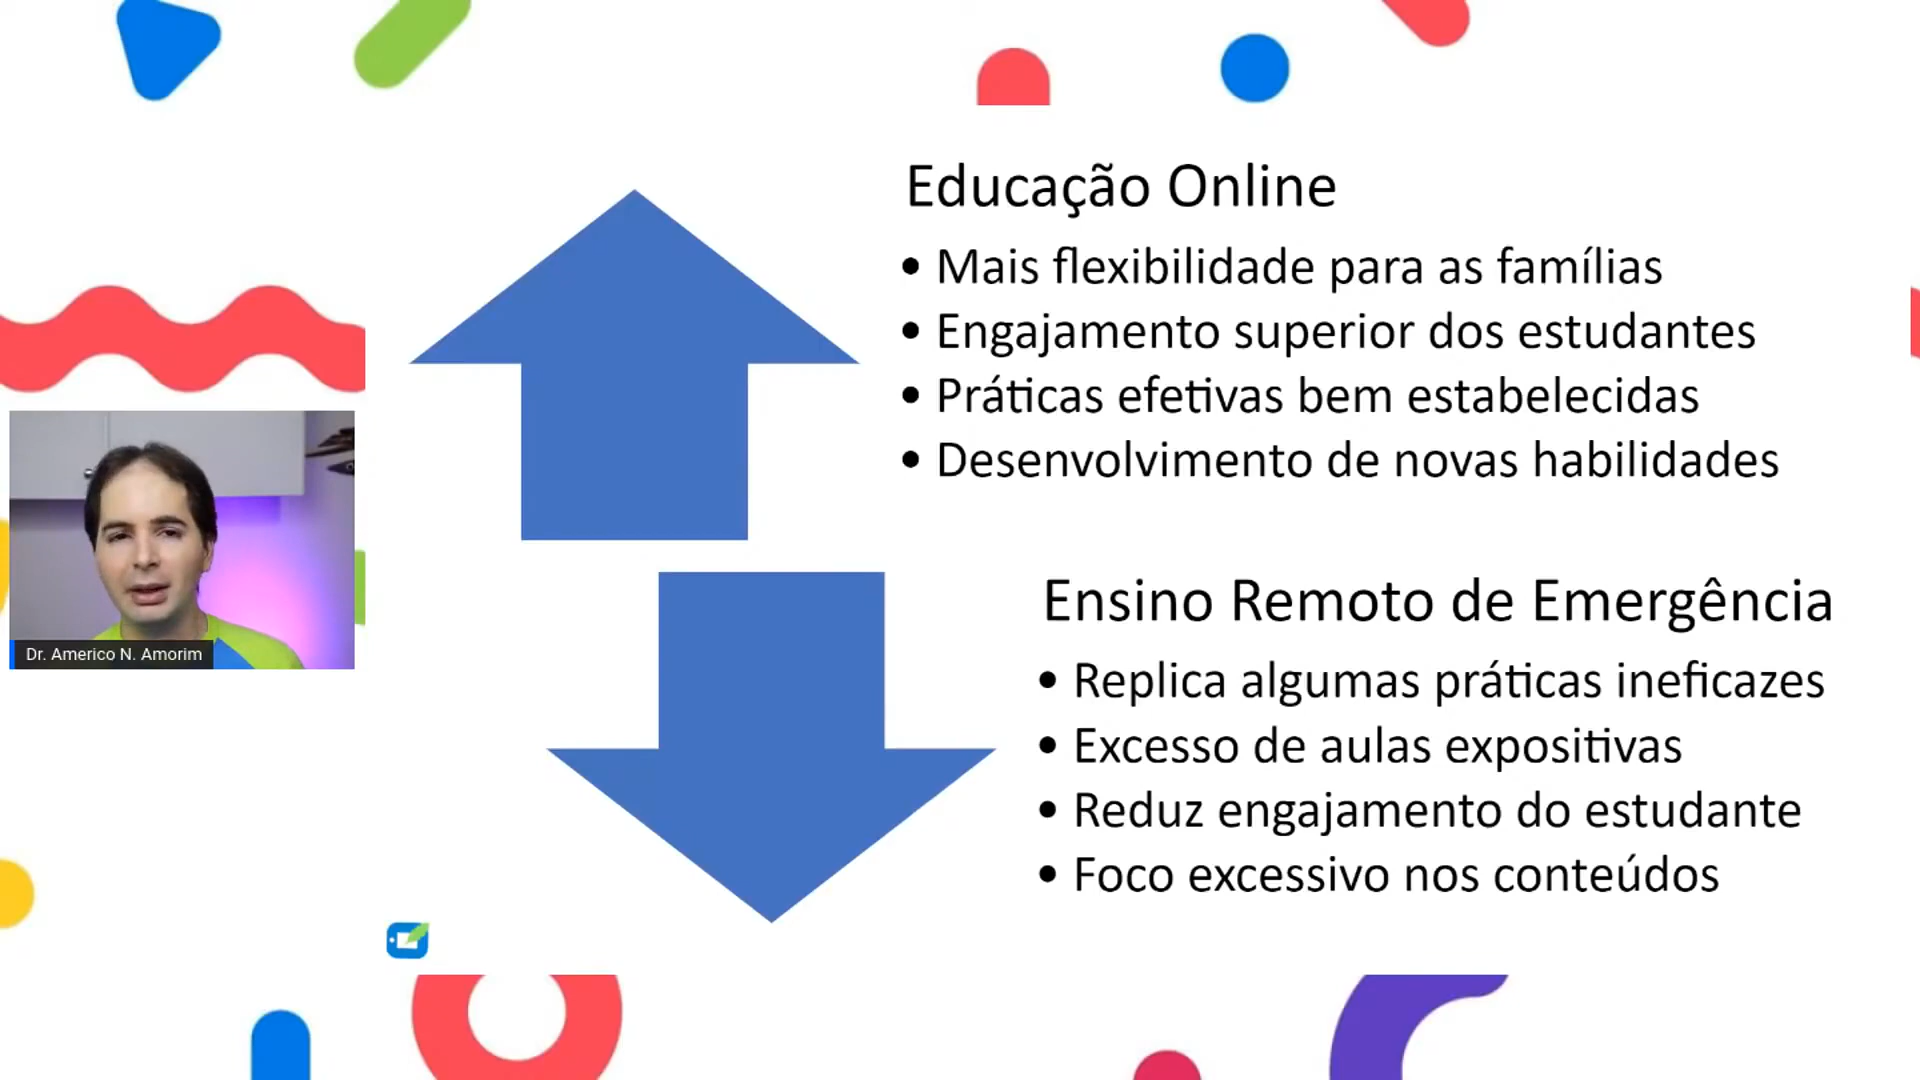 Educação Online
• Mais flexibilidade para as famílias
• Engajamento superior dos estudantes
• Práticas efetivas bem estabelecidas
• Desenvolvimento de novas habilidades
Dr. Americo N. Amorim
Ensino Remoto de Emergência
• Replica algumas práticas ineficazes
• Excesso de aulas expositivas
• Reduz engajamento do estudante
• Foco excessivo nos conteúdos